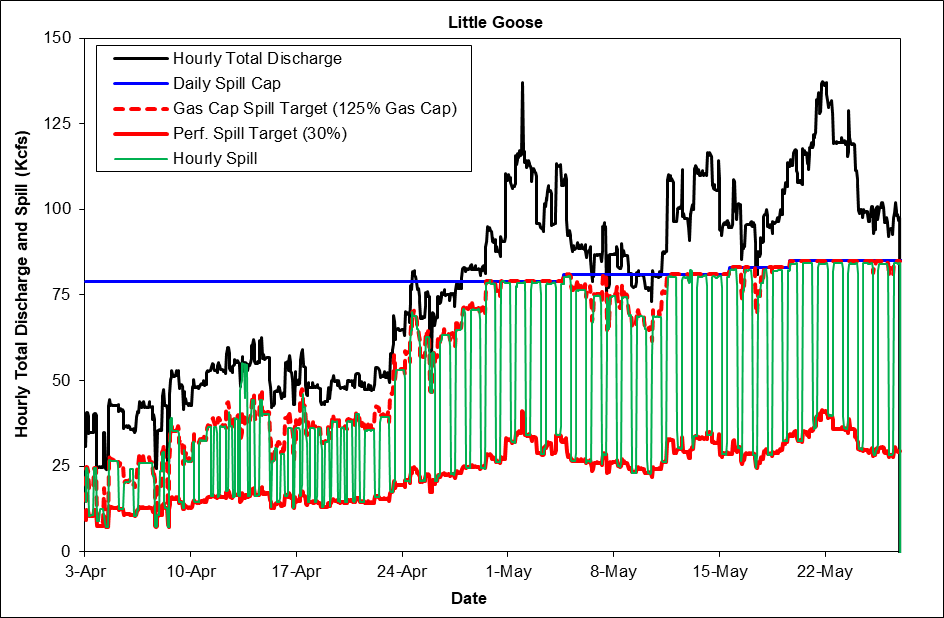 Little Goose
Hourly Total Discharge and Spill (Kcfs)
150
125
100
75
50
25
0
Hourly Total Discharge
Daily Spill Cap
Gas Cap Spill Target (125% Gas Cap)
Perf. Spill Target (30%)
Hourly Spill
3-Apr 10-Apr 17-Apr 24-Apr 1-May 8-May 15-May 22-May
Date